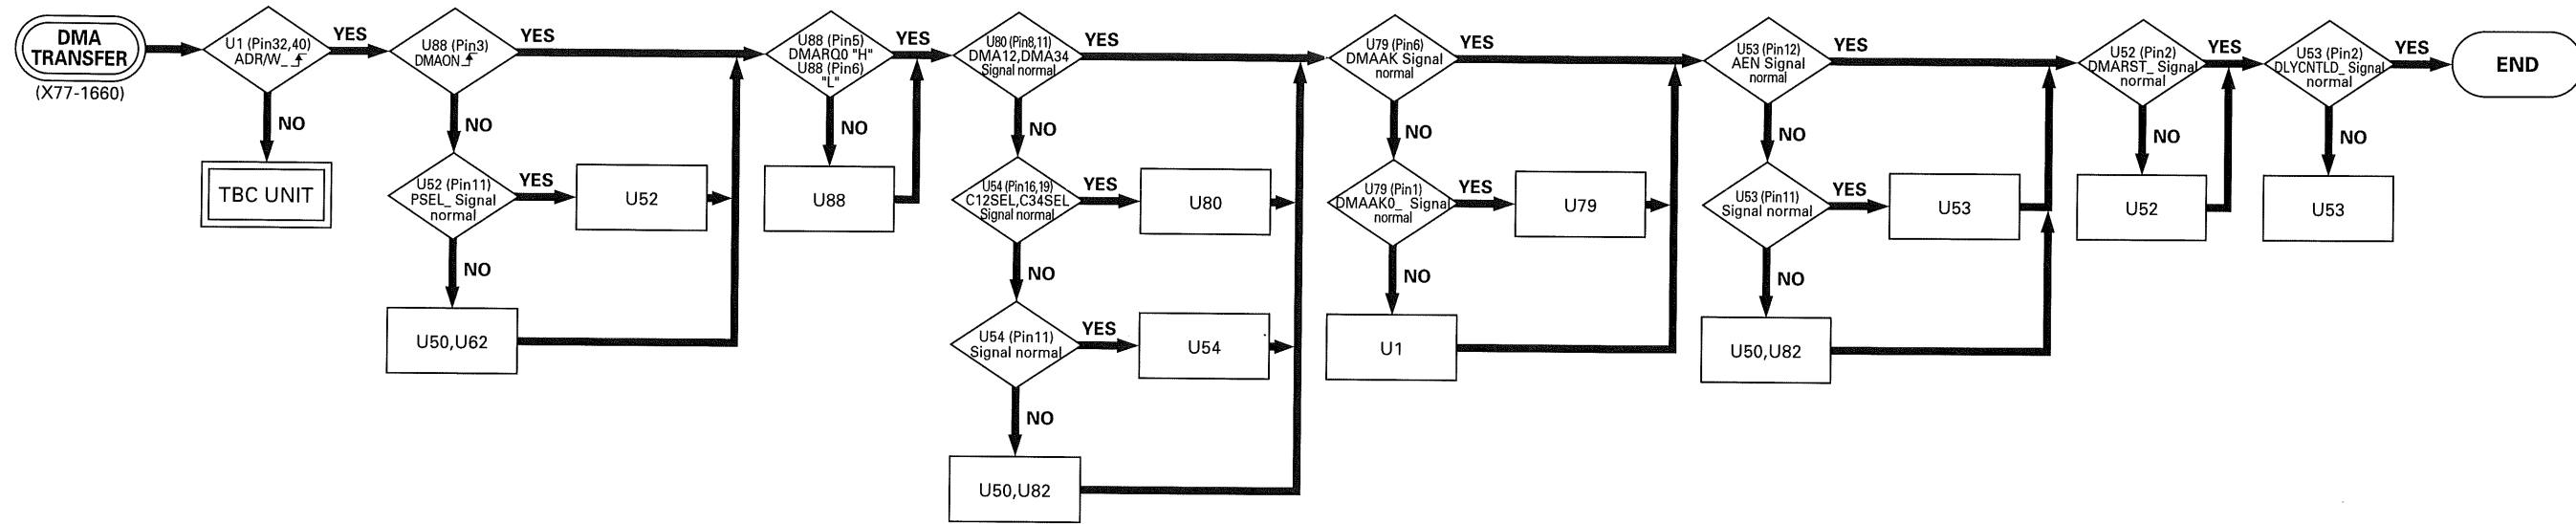 DMA
TRANSFER
(X77-1660)
U1 (Pin32,40)
ADR/W_
YES
NO
TBC UNIT
U88 (Pin3)
DMAON
YES
NO
U52 (Pin11)
PSEL_ Signal
normal
YES
U52
NO
U50,U62
U88 (Pin5)
DMARQ0 "H"
U88 (Pin6)
"L"
YES
NO
U88
U80 (Pin8,11)
DMA12,DMA34
Signal normal
YES
NO
U54 (Pin16,19)
C12SEL,C34SEL
Signal normal
YES
U80
NO
U54 (Pin11)
Signal normal
YES
U54
NO
U50,U82
U79 (Pin6)
DMAAK Signal
normal
YES
NO
U79 (Pin1)
DMAAK0_ Signal
normal
YES
U79
NO
U1
U53 (Pin12)
AEN Signal
normal
YES
NO
U53 (Pin11)
Signal normal
YES
U53
NO
U50,U82
U52 (Pin2)
DMARST_ Signal
normal
YES
NO
U52
U53 (Pin2)
DLYCNTLD_ Signal
normal
YES
NO
U53
END